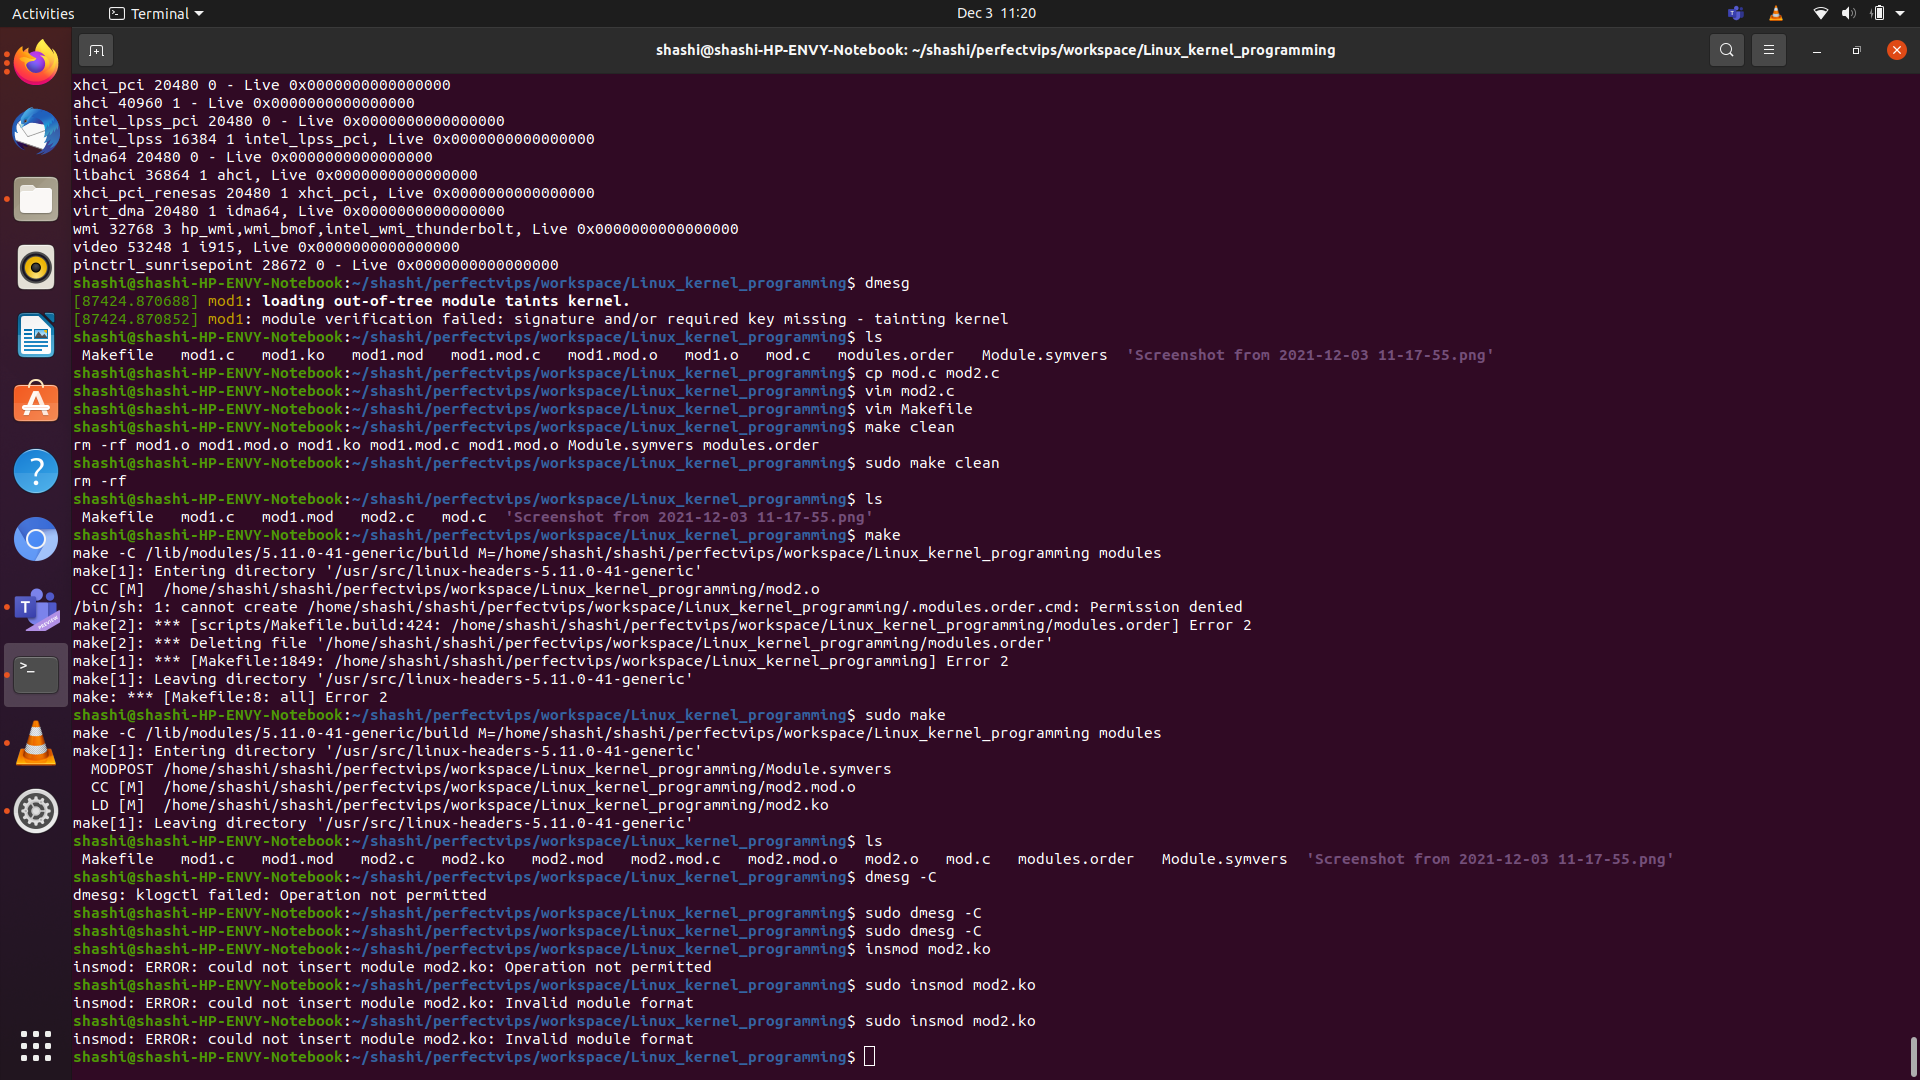 Activities
Terminal
Dec 3 11:20
shashi@shashi-HP-ENVY-Notebook: ~/shashi/perfectvips/workspace/Linux_kernel_programming
xhci_pci 20480 0 - Live 0x0000000000000000
ahci 40960 1 - Live 0x0000000000000000
intel_lpss_pci 20480 0 - Live 0x0000000000000000
intel_lpss 16384 1 intel_lpss_pci, Live 0x0000000000000000
idma64 20480 0 - Live 0x0000000000000000
libahci 36864 1 ahci, Live 0x0000000000000000
xhci_pci_renesas 20480 1 xhci_pci, Live 0x0000000000000000
virt_dma 20480 1 idma64, Live 0x0000000000000000
wmi 32768 3 hp_wmi,wmi_bmof,intel_wmi_thunderbolt, Live 0x0000000000000000
video 53248 1 i915, Live 0x0000000000000000
pinctrl_sunrisepoint 28672 0 - Live 0x0000000000000000
shashi@shashi-HP-ENVY-Notebook:~/shashi/perfectvips/workspace/Linux_kernel_programming$ dmesg
[87424.870688] mod1: loading out-of-tree module taints kernel.
[87424.870852] mod1: module verification failed: signature and/or required key missing - tainting kernel
shashi@shashi-HP-ENVY-Notebook:~/shashi/perfectvips/workspace/Linux_kernel_programming$ ls
Makefile mod1.c mod1.ko mod1.mod mod1.mod.c mod1.mod.o mod1.o mod.c modules.order Module.symvers 'Screenshot from 2021-12-03 11-17-55.png'
shashi@shashi-HP-ENVY-Notebook:~/shashi/perfectvips/workspace/Linux_kernel_programming$ cp mod.c mod2.c
shashi@shashi-HP-ENVY-Notebook:~/shashi/perfectvips/workspace/Linux_kernel_programming$ vim mod2.c
shashi@shashi-HP-ENVY-Notebook:~/shashi/perfectvips/workspace/Linux_kernel_programming$ vim Makefile
shashi@shashi-HP-ENVY-Notebook:~/shashi/perfectvips/workspace/Linux_kernel_programming$ make clean
rm -rf mod1.o mod1.mod.o mod1.ko mod1.mod.c mod1.mod.o Module.symvers modules.order
shashi@shashi-HP-ENVY-Notebook:~/shashi/perfectvips/workspace/Linux_kernel_programming$ sudo make clean
rm -rf
shashi@shashi-HP-ENVY-Notebook:~/shashi/perfectvips/workspace/Linux_kernel_programming$ ls
Makefile mod1.c mod1.mod mod2.c mod.c 'Screenshot from 2021-12-03 11-17-55.png'
shashi@shashi-HP-ENVY-Notebook:~/shashi/perfectvips/workspace/Linux_kernel_programming$ make
make -C /lib/modules/5.11.0-41-generic/build M=/home/shashi/shashi/perfectvips/workspace/Linux_kernel_programming modules
make[1]: Entering directory '/usr/src/linux-headers-5.11.0-41-generic'
CC [M] /home/shashi/shashi/perfectvips/workspace/Linux_kernel_programming/mod2.o
/bin/sh: 1: cannot create /home/shashi/shashi/perfectvips/workspace/Linux_kernel_programming/.modules.order.cmd: Permission denied
make[2]: *** [scripts/Makefile.build:424: /home/shashi/shashi/perfectvips/workspace/Linux_kernel_programming/modules.order] Error 2
make[2]: *** Deleting file '/home/shashi/shashi/perfectvips/workspace/Linux_kernel_programming/modules.order'
make[1]: *** [Makefile:1849: /home/shashi/shashi/perfectvips/workspace/Linux_kernel_programming] Error 2
make[1]: Leaving directory '/usr/src/linux-headers-5.11.0-41-generic'
make: *** [Makefile:8: all] Error 2
shashi@shashi-HP-ENVY-Notebook:~/shashi/perfectvips/workspace/Linux_kernel_programming$ sudo make
make -C /lib/modules/5.11.0-41-generic/build M=/home/shashi/shashi/perfectvips/workspace/Linux_kernel_programming modules
make[1]: Entering directory '/usr/src/linux-headers-5.11.0-41-generic'
MODPOST /home/shashi/shashi/perfectvips/workspace/Linux_kernel_programming/Module.symvers
CC [M] /home/shashi/shashi/perfectvips/workspace/Linux_kernel_programming/mod2.mod.o
LD [M] /home/shashi/shashi/perfectvips/workspace/Linux_kernel_programming/mod2.ko
make[1]: Leaving directory '/usr/src/linux-headers-5.11.0-41-generic'
shashi@shashi-HP-ENVY-Notebook:~/shashi/perfectvips/workspace/Linux_kernel_programming$ ls
Makefile mod1.c mod1.mod mod2.c mod2.ko mod2.mod mod2.mod.c mod2.mod.o mod2.o mod.c modules.order Module.symvers 'Screenshot from 2021-12-03 11-17-55.png'
shashi@shashi-HP-ENVY-Notebook:~/shashi/perfectvips/workspace/Linux_kernel_programming$ dmesg -C
dmesg: klogctl failed: Operation not permitted
shashi@shashi-HP-ENVY-Notebook:~/shashi/perfectvips/workspace/Linux_kernel_programming$ sudo dmesg -C
shashi@shashi-HP-ENVY-Notebook:~/shashi/perfectvips/workspace/Linux_kernel_programming$ sudo dmesg -C
shashi@shashi-HP-ENVY-Notebook:~/shashi/perfectvips/workspace/Linux_kernel_programming$ insmod mod2.ko
insmod: ERROR: could not insert module mod2.ko: Operation not permitted
shashi@shashi-HP-ENVY-Notebook:~/shashi/perfectvips/workspace/Linux_kernel_programming$ sudo insmod mod2.ko
insmod: ERROR: could not insert module mod2.ko: Invalid module format
shashi@shashi-HP-ENVY-Notebook:~/shashi/perfectvips/workspace/Linux_kernel_programming$ sudo insmod mod2.ko
insmod: ERROR: could not insert module mod2.ko: Invalid module format
shashi@shashi-HP-ENVY-Notebook:~/shashi/perfectvips/workspace/Linux_kernel_programming$